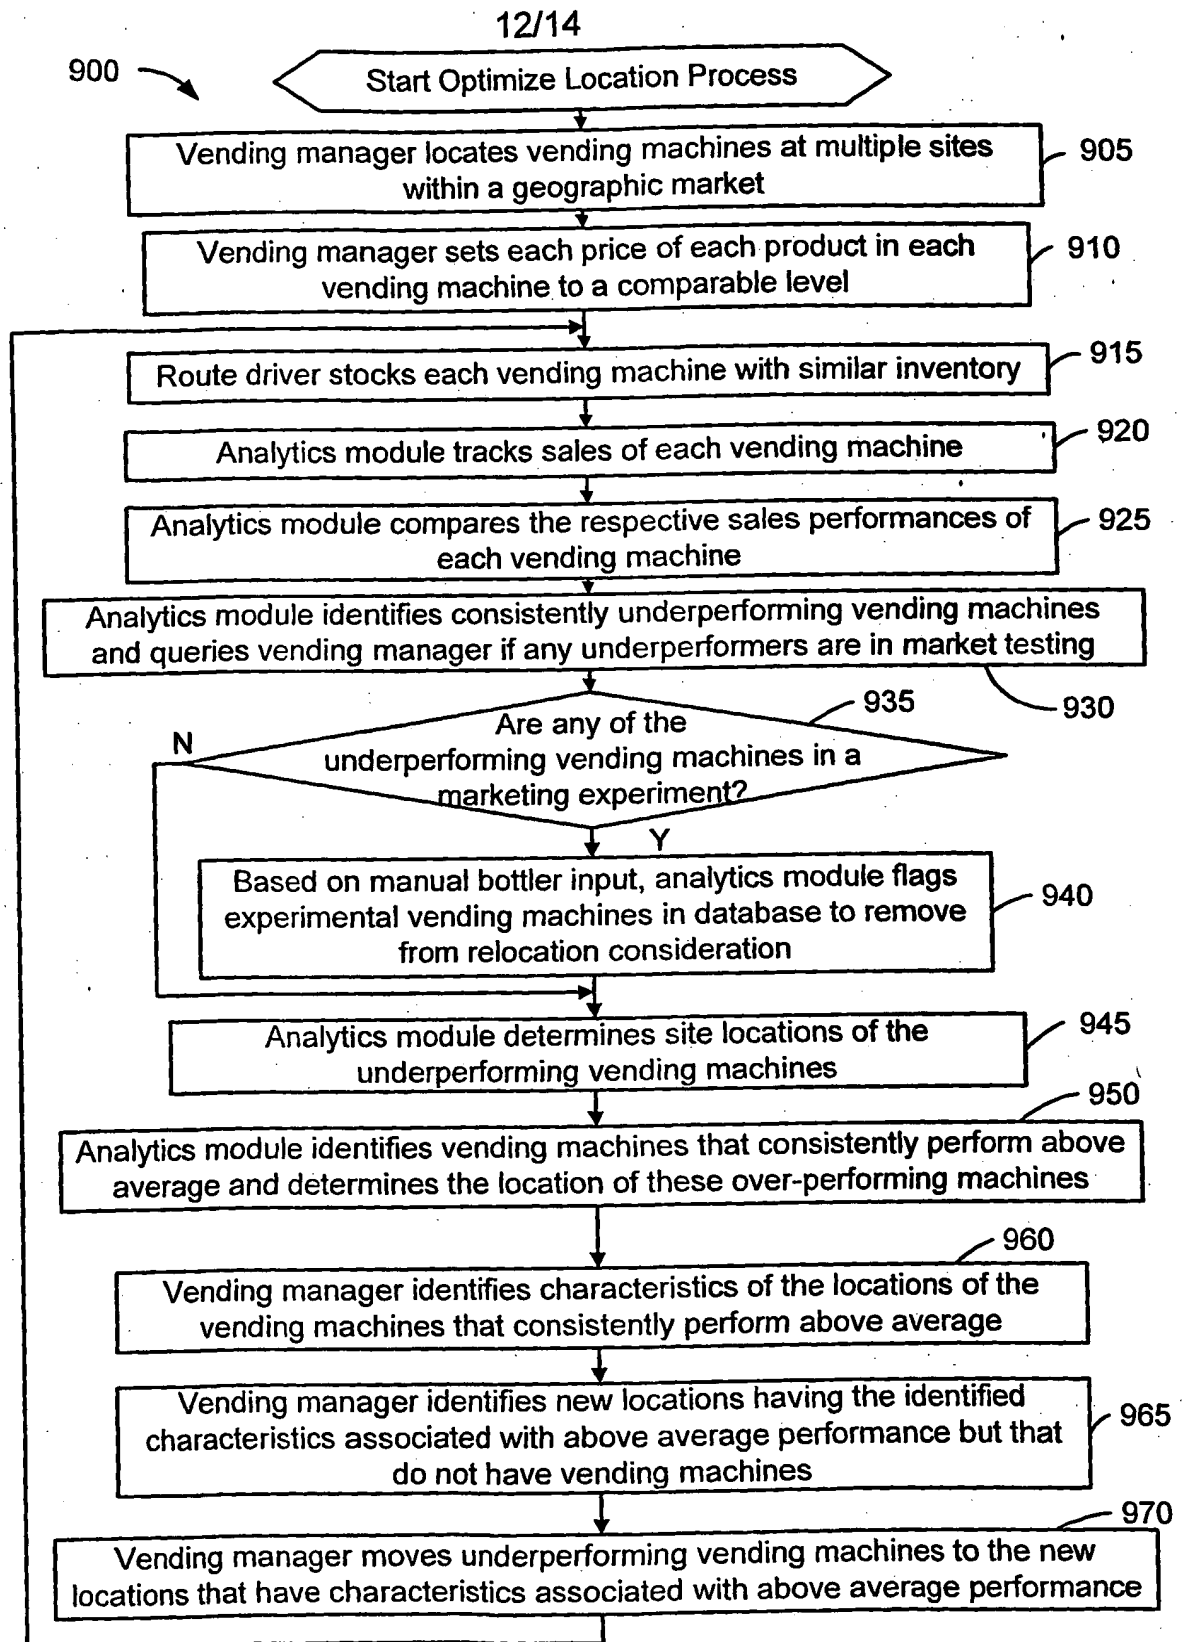 12/14
900
Start Optimize Location Process
Vending manager locates vending machines at multiple sites
within a geographic market
905
Vending manager sets each price of each product in each
vending machine to a comparable level
910
Route driver stocks each vending machine with similar inventory
915
Analytics module tracks sales of each vending machine
920
Analytics module compares the respective sales performances of
each vending machine
925
Analytics module identifies consistently underperforming vending machines
and queries vending manager if any underperformers are in market testing
930
935
Are any of the
underperforming vending machines in a
marketing experiment?
N
Y
Based on manual bottler input, analytics module flags
experimental vending machines in database to remove
from relocation consideration
940
Analytics module determines site locations of the
underperforming vending machines
945
950
Analytics module identifies vending machines that consistently perform above
average and determines the location of these over-performing machines
960
Vending manager identifies characteristics of the locations of the
vending machines that consistently perform above average
Vending manager identifies new locations having the identified
characteristics associated with above average performance but that
do not have vending machines
965
970
Vending manager moves underperforming vending machines to the new
locations that have characteristics associated with above average performance